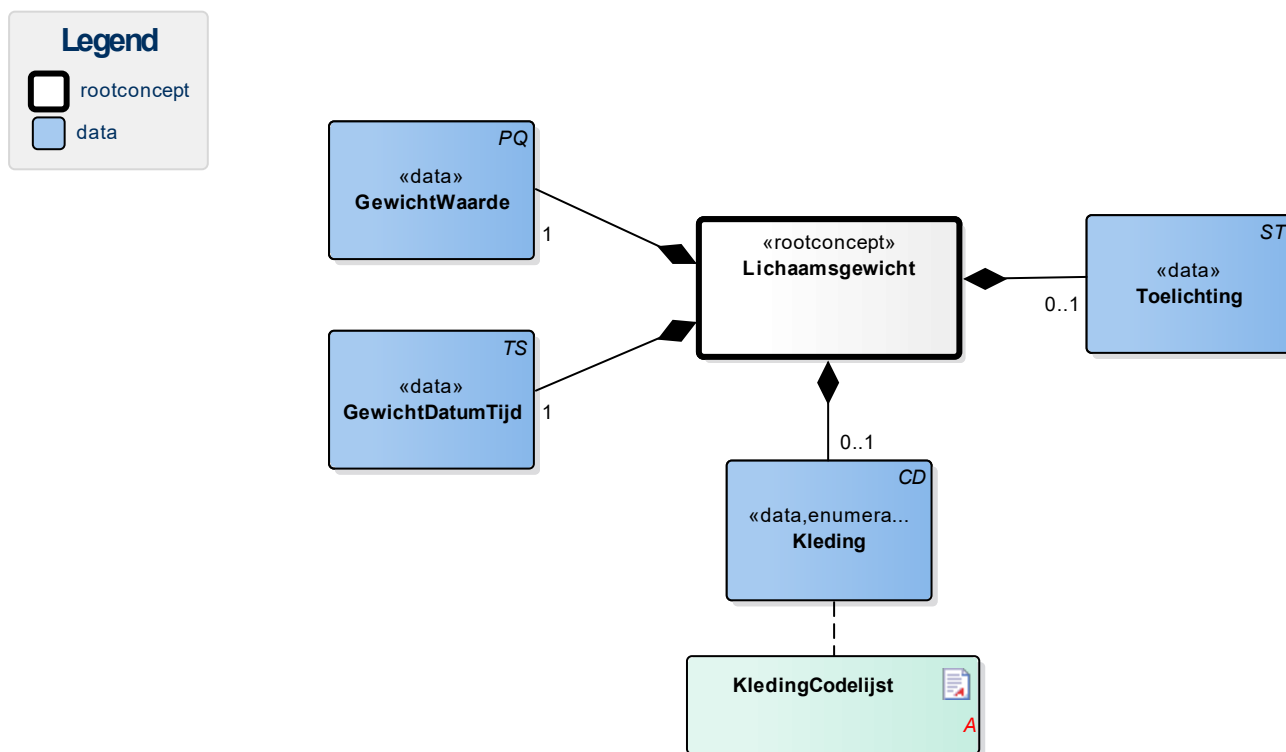 Legend
rootconcept
data
PQ
«data»
GewichtWaarde
1
«rootconcept»
Lichaamsgewicht
ST
«data»
Toelichting
0..1
TS
«data»
GewichtDatumTijd
1
0..1
CD
«data,enumera...
Kleding
KledingCodelijst
A